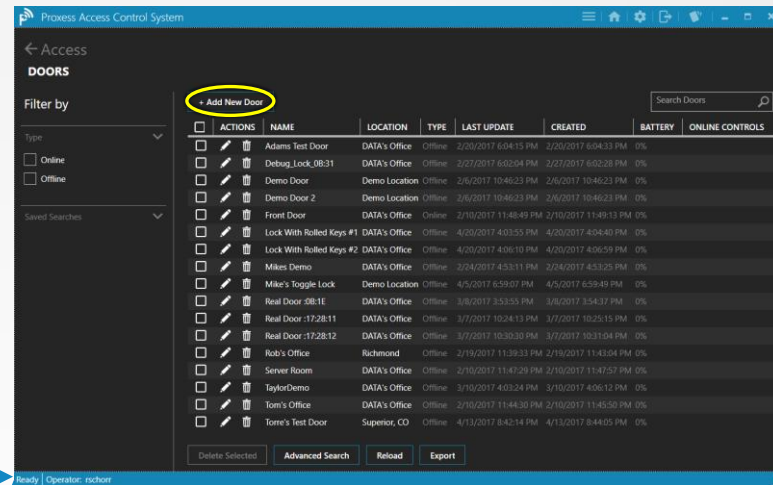 Proxess Access Control System
Access
DOORS
Filter by
Type
Online
Offline
Saved Searches
+ Add New Door
Search Doors
ACTIONS NAME LOCATION TYPE LAST UPDATE CREATED BATTERY ONLINE CONTROLS
Adams Test Door DATA's Office Offline 2/20/2017 6:04:15 PM 2/20/2017 6:04:33 PM 0%
Debug_Lock_0B:31 DATA's Office Offline 2/27/2017 6:02:04 PM 2/27/2017 6:02:28 PM 0%
Demo Door Demo Location Offline 2/6/2017 10:46:23 PM 2/6/2017 10:46:23 PM 0%
Demo Door 2 Demo Location Offline 2/6/2017 10:46:23 PM 2/6/2017 10:46:23 PM 0%
Front Door DATA's Office Online 2/10/2017 11:48:49 PM 2/10/2017 11:49:13 PM 0%
Lock With Rolled Keys #1 DATA's Office Offline 4/20/2017 4:03:55 PM 4/20/2017 4:04:40 PM 0%
Lock With Rolled Keys #2 DATA's Office Offline 4/20/2017 4:06:10 PM 4/20/2017 4:06:59 PM 0%
Mikes Demo DATA's Office Offline 2/24/2017 4:53:11 PM 2/24/2017 4:53:25 PM 0%
Mike's Toggle Lock Demo Location Offline 4/5/2017 6:59:07 PM 4/5/2017 6:59:49 PM 0%
Real Door :0B:1E DATA's Office Offline 3/8/2017 3:53:55 PM 3/8/2017 3:54:37 PM 0%
Real Door :17:28:11 DATA's Office Offline 3/7/2017 10:24:13 PM 3/7/2017 10:25:15 PM 0%
Real Door :17:28:12 DATA's Office Offline 3/7/2017 10:30:30 PM 3/7/2017 10:31:04 PM 0%
Rob's Office Richmond Offline 2/19/2017 11:39:33 PM 2/19/2017 11:43:04 PM 0%
Server Room DATA's Office Offline 2/10/2017 11:47:29 PM 2/10/2017 11:47:57 PM 0%
TaylorDemo DATA's Office Offline 3/10/2017 4:03:24 PM 3/10/2017 4:06:12 PM 0%
Tom's Office DATA's Office Offline 2/10/2017 11:44:30 PM 2/10/2017 11:45:50 PM 0%
Torre's Test Door Superior, CO Offline 4/13/2017 8:42:14 PM 4/13/2017 8:44:05 PM 0%
Delete Selected Advanced Search Reload Export
Ready Operator: rschorr